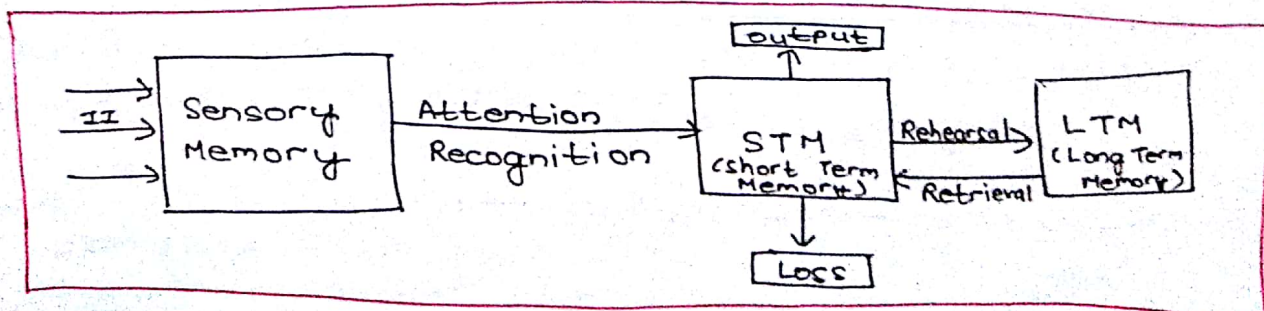 output
II
Sensory
Memory
Attention
Recognition
STM
(Short Term
Memory)
Rehearsal
Retrieval
LTM
(Long Term
Memory)
Loss